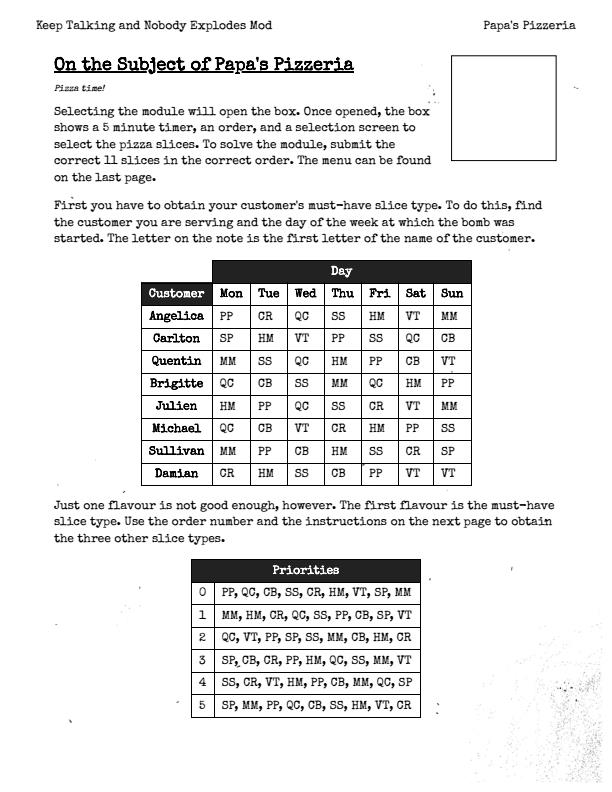 Keep Talking and Nobody Explodes Mod Papa's Pizzeria
On the Subject of Papa's Pizzeria
Pizza time!
Selecting the module will open the box. Once opened, the box
shows a 5 minute timer, an order, and a selection screen to
select the pizza slices. To solve the module, submit the
correct 11 slices in the correct order. The menu can be found
on the last page.
First you have to obtain your customer's must-have slice type. To do this, find
the customer you are serving and the day of the week at which the bomb was
started. The letter on the note is the first letter of the name of the customer.
Day
Customer Mon Tue Wed Thu Fri Sat Sun
Angelica PP CR QC SS HM VT MM
Carlton SP HM VT PP SS QC CB
Quentin MM SS QC HM PP CB VT
Brigitte QC CB SS MM QC HM PP
Julien HM PP QC SS CR VT MM
Michael QC CB VT CR HM PP SS
Sullivan MM PP CB HM SS CR SP
Damian CR HM SS CB PP VT VT
Just one flavour is not good enough, however. The first flavour is the must-have
slice type. Use the order number and the instructions on the next page to obtain
the three other slice types.
Priorities
0 PP, QC, CB, SS, CR, HM, VT, SP, MM
1 MM, HM, CR, QC, SS, PP, CB, SP, VT
2 QC, VT, PP, SP, SS, MM, CB, HM, CR
3 SP, CB, CR, PP, HM, QC, SS, MM, VT
4 SS, CR, VT, HM, PP, CB, MM, QC, SP
5 SP, MM, PP, QC, CB, SS, HM, VT, CR